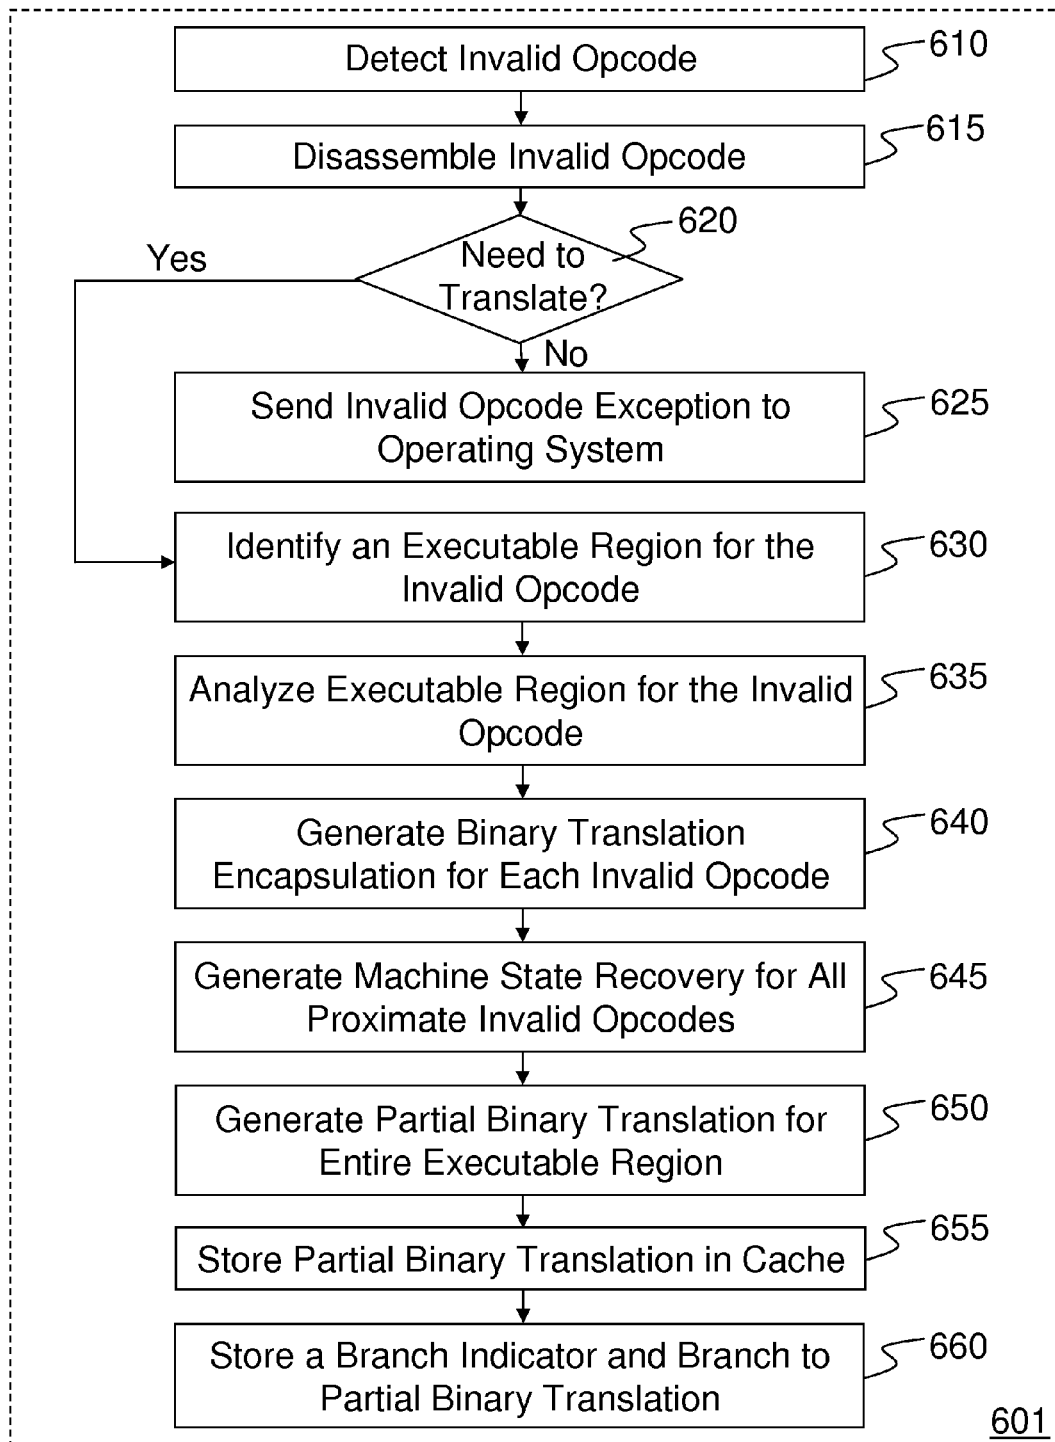 Detect Invalid Opcode
610
Disassemble Invalid Opcode
615
620
Need to
Translate?
Yes
No
Send Invalid Opcode Exception to
Operating System
625
Identify an Executable Region for the
Invalid Opcode
630
Analyze Executable Region for the Invalid
Opcode
635
Generate Binary Translation
Encapsulation for Each Invalid Opcode
640
Generate Machine State Recovery for All
Proximate Invalid Opcodes
645
Generate Partial Binary Translation for
Entire Executable Region
650
Store Partial Binary Translation in Cache
655
Store a Branch Indicator and Branch to
Partial Binary Translation
660
601